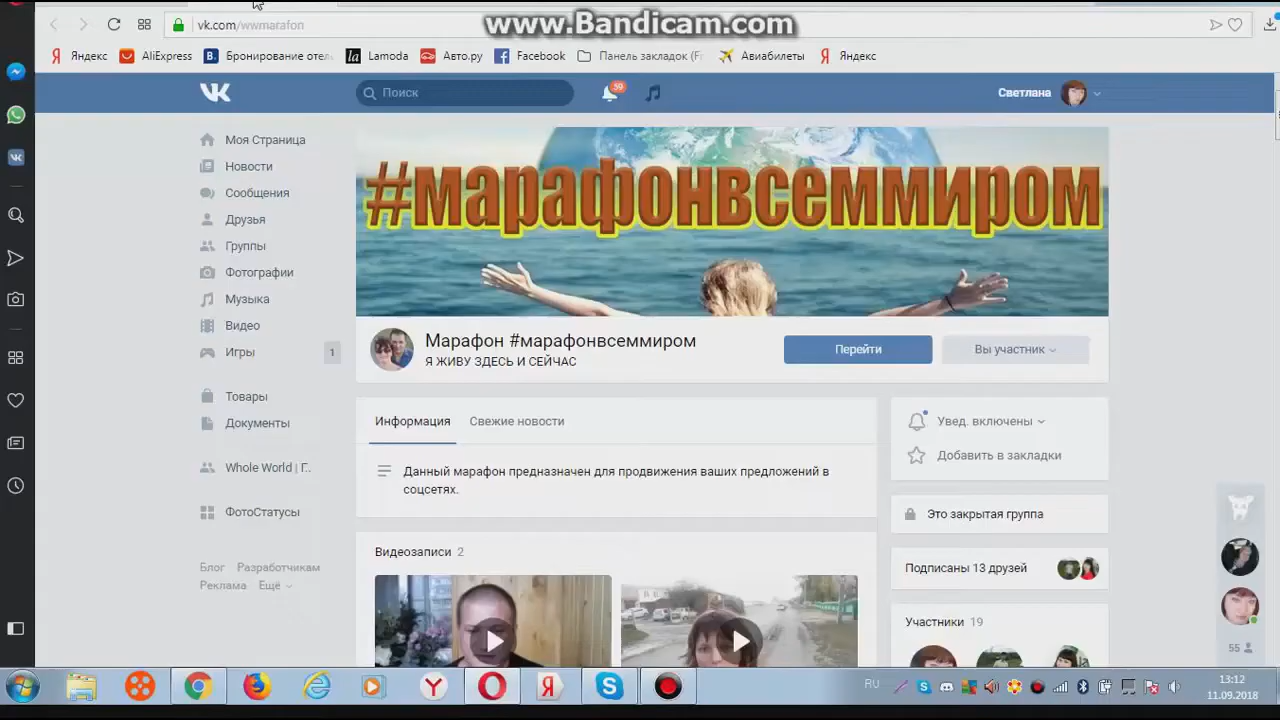 www.Bandicam.com
vk.com/wwmarafon
Яндекс
AliExpress
Бронирование отел
Lamoda
Авто.ру
Facebook
Панель закладок (Fi
Авиабилеты
Яндекс
Поиск
59
Светлана
Моя Страница
Новости
Сообщения
Друзья
Группы
Фотографии
Музыка
Видео
Игры
1
Товары
Документы
Whole World | Г..
ФотоСтатусы
Блог Разработчикам
Реклама Ещё
#марафонвсеммиром
Марафон #марафонвсеммиром
Я ЖИВУ ЗДЕСЬ И СЕЙЧАС
Перейти
Вы участник
Информация
Свежие новости
Данный марафон предназначен для продвижения ваших предложений в
соцсетях.
Видеозаписи 2
Увед. включены
Добавить в закладки
Это закрытая группа
Подписаны 13 друзей
Участники 19
55
RU
13:12
11.09.2018